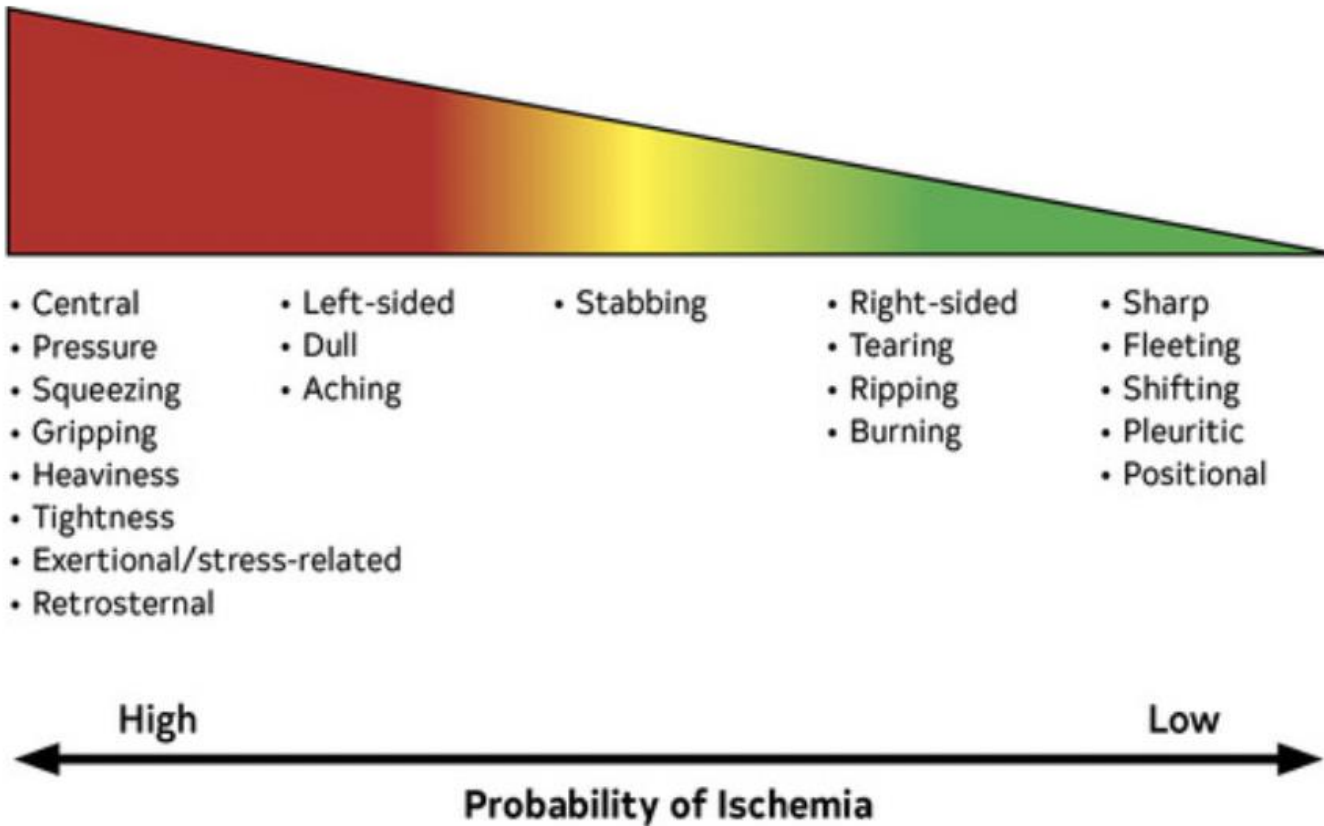 • Central
• Pressure
• Squeezing
• Gripping
• Heaviness
• Tightness
• Exertional/stress-related
• Retrosternal
• Left-sided
• Dull
• Aching
• Stabbing
• Right-sided
• Tearing
• Ripping
• Burning
• Sharp
• Fleeting
• Shifting
• Pleuritic
• Positional
High
Low
Probability of Ischemia